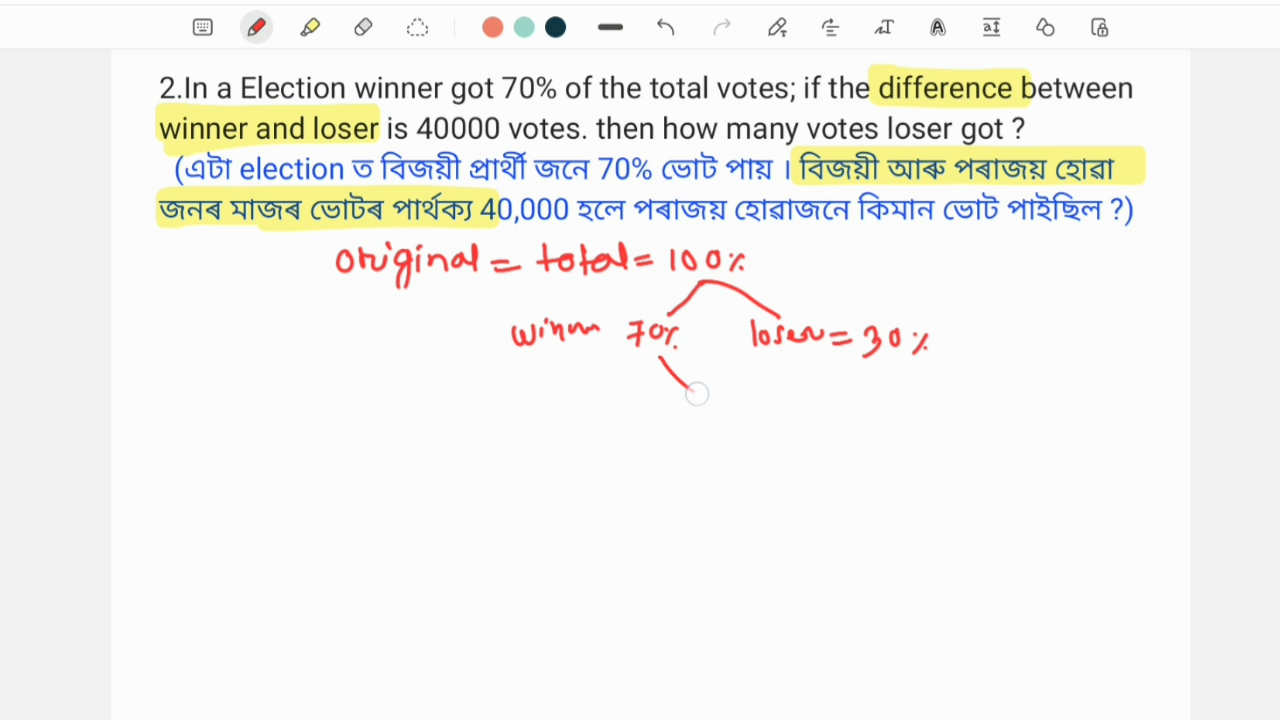 2.In a Election winner got 70% of the total votes; if the difference between
winner and loser is 40000 votes. then how many votes loser got ?
(এটা election ত বিজয়ী প্ৰাৰ্থী জনে 70% ভোট পায় । বিজয়ী আৰু পৰাজয় হোৱা
জনৰ মাজৰ ভোটৰ পাৰ্থক্য 40,000 হলে পৰাজয় হোৱাজনে কিমান ভোট পাইছিল ?)
original = total = 100%
70% loser = 30%